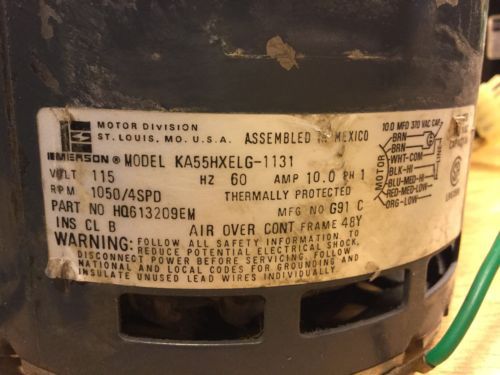 MOTOR DIVISION
ST. LOUIS, MO. U.S.A. ASSEMBLED IN MEXICO
EMERSON ® MODEL KA55HXELG-1131
VOLT 115 HZ 60 AMP 10.0 PH 1
RPM 1050/4SPD THERMALLY PROTECTED
PART NO HQ613209EM MFG NO G91 C
INS CL B AIR OVER CONT FRAME 48Y
WARNING: FOLLOW ALL SAFETY INFORMATION. TO
REDUCE POTENTIAL ELECTRICAL SHOCK,
DISCONNECT POWER BEFORE SERVICING. FOLLOW
NATIONAL AND LOCAL CODES FOR GROUNDING AND
INSULATE UNUSED LEAD WIRES INDIVIDUALLY.
10.0 MFD 370 VAC CAP
MOTOR
BRN
BRN
WHT-COM
BLK-HI
BLU-MED-HI
RED-MED-LOW
ORG-LOW
LINE